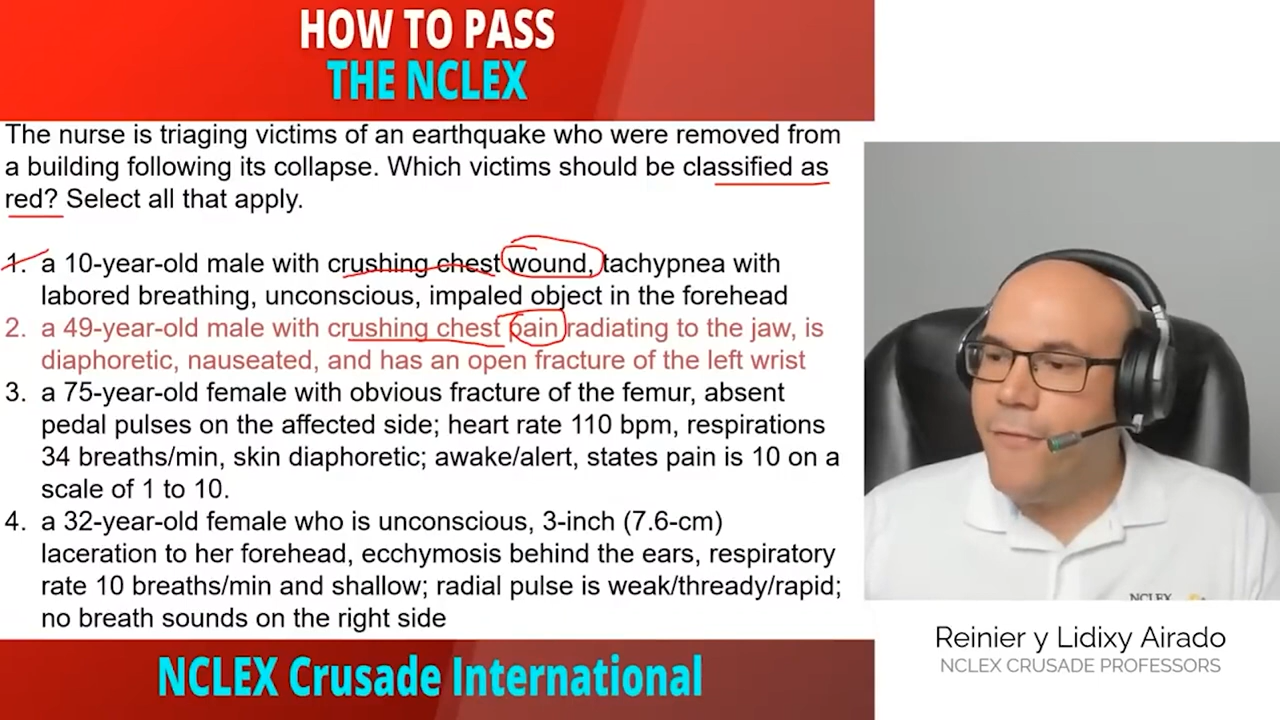 HOW TO PASS
THE NCLEX
The nurse is triaging victims of an earthquake who were removed from
a building following its collapse. Which victims should be classified as
red? Select all that apply.
1. a 10-year-old male with crushing chest wound, tachypnea with
labored breathing, unconscious, impaled object in the forehead
2. a 49-year-old male with crushing chest pain radiating to the jaw, is
diaphoretic, nauseated, and has an open fracture of the left wrist
3. a 75-year-old female with obvious fracture of the femur, absent
pedal pulses on the affected side; heart rate 110 bpm, respirations
34 breaths/min, skin diaphoretic; awake/alert, states pain is 10 on a
scale of 1 to 10.
4. a 32-year-old female who is unconscious, 3-inch (7.6-cm)
laceration to her forehead, ecchymosis behind the ears, respiratory
rate 10 breaths/min and shallow; radial pulse is weak/thready/rapid;
no breath sounds on the right side
NCLEX
Reinier y Lidixy Airado
NCLEX CRUSADE PROFESSORS
NCLEX Crusade International